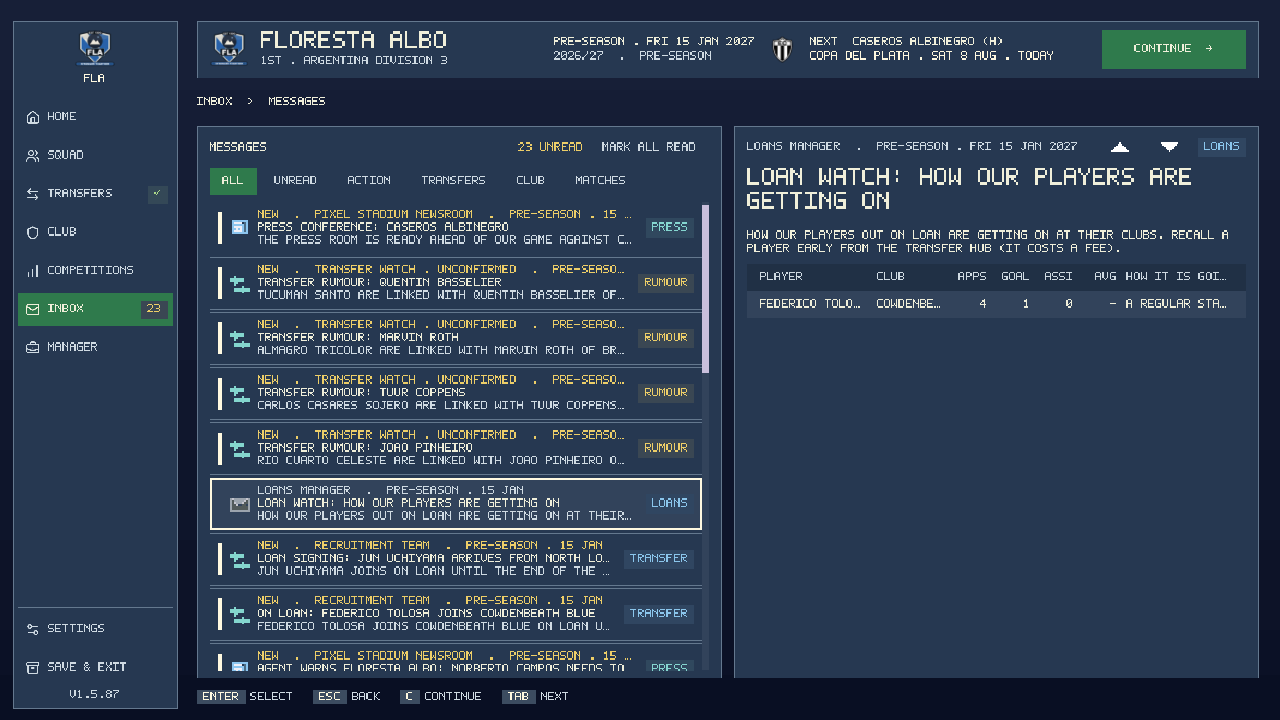 FLA
FLA
HOME
SQUAD
TRANSFERS ✓
CLUB
COMPETITIONS
INBOX 23
MANAGER
SETTINGS
SAVE & EXIT
V1.5.87
FLA
FLORESTA ALBO
1ST . ARGENTINA DIVISION 3
PRE-SEASON . FRI 15 JAN 2027
2026/27 . PRE-SEASON
NEXT CASEROS ALBINEGRO (H)
COPA DEL PLATA . SAT 8 AUG . TODAY
CONTINUE →
INBOX > MESSAGES
MESSAGES
23 UNREAD
MARK ALL READ
ALL UNREAD ACTION TRANSFERS CLUB MATCHES
NEW . PIXEL STADIUM NEWSROOM . PRE-SEASON . 15 …
PRESS CONFERENCE: CASEROS ALBINEGRO
THE PRESS ROOM IS READY AHEAD OF OUR GAME AGAINST C…
PRESS
NEW . TRANSFER WATCH . UNCONFIRMED . PRE-SEASO…
TRANSFER RUMOUR: QUENTIN BASSELIER
TUCUMAN SANTO ARE LINKED WITH QUENTIN BASSELIER OF…
RUMOUR
NEW . TRANSFER WATCH . UNCONFIRMED . PRE-SEASO…
TRANSFER RUMOUR: MARVIN ROTH
ALMAGRO TRICOLOR ARE LINKED WITH MARVIN ROTH OF BR…
RUMOUR
NEW . TRANSFER WATCH . UNCONFIRMED . PRE-SEASO…
TRANSFER RUMOUR: TUUR COPPENS
CARLOS CASARES SOJERO ARE LINKED WITH TUUR COPPENS…
RUMOUR
NEW . TRANSFER WATCH . UNCONFIRMED . PRE-SEASO…
TRANSFER RUMOUR: JOAO PINHEIRO
RIO CUARTO CELESTE ARE LINKED WITH JOAO PINHEIRO O…
RUMOUR
LOANS MANAGER . PRE-SEASON . 15 JAN
LOAN WATCH: HOW OUR PLAYERS ARE GETTING ON
HOW OUR PLAYERS OUT ON LOAN ARE GETTING ON AT THEIR…
LOANS
NEW . RECRUITMENT TEAM . PRE-SEASON . 15 JAN
LOAN SIGNING: JUN UCHIYAMA ARRIVES FROM NORTH LO…
JUN UCHIYAMA JOINS ON LOAN UNTIL THE END OF THE …
TRANSFER
NEW . RECRUITMENT TEAM . PRE-SEASON . 15 JAN
ON LOAN: FEDERICO TOLOSA JOINS COWDENBEATH BLUE
FEDERICO TOLOSA JOINS COWDENBEATH BLUE ON LOAN U…
TRANSFER
NEW . PIXEL STADIUM NEWSROOM . PRE-SEASON . 15 …
AGENT WARNS FLORESTA ALBO: NORBERTO CAMPOS NEEDS TO
PRESS
LOANS MANAGER . PRE-SEASON . FRI 15 JAN 2027
LOANS
LOAN WATCH: HOW OUR PLAYERS ARE
GETTING ON
HOW OUR PLAYERS OUT ON LOAN ARE GETTING ON AT THEIR CLUBS. RECALL A
PLAYER EARLY FROM THE TRANSFER HUB (IT COSTS A FEE).
PLAYER CLUB APPS GOAL ASSI AVG HOW IT IS GOI…
FEDERICO TOLO… COWDENBE… 4 1 0 – A REGULAR STA…
ENTER SELECT ESC BACK C CONTINUE TAB NEXT